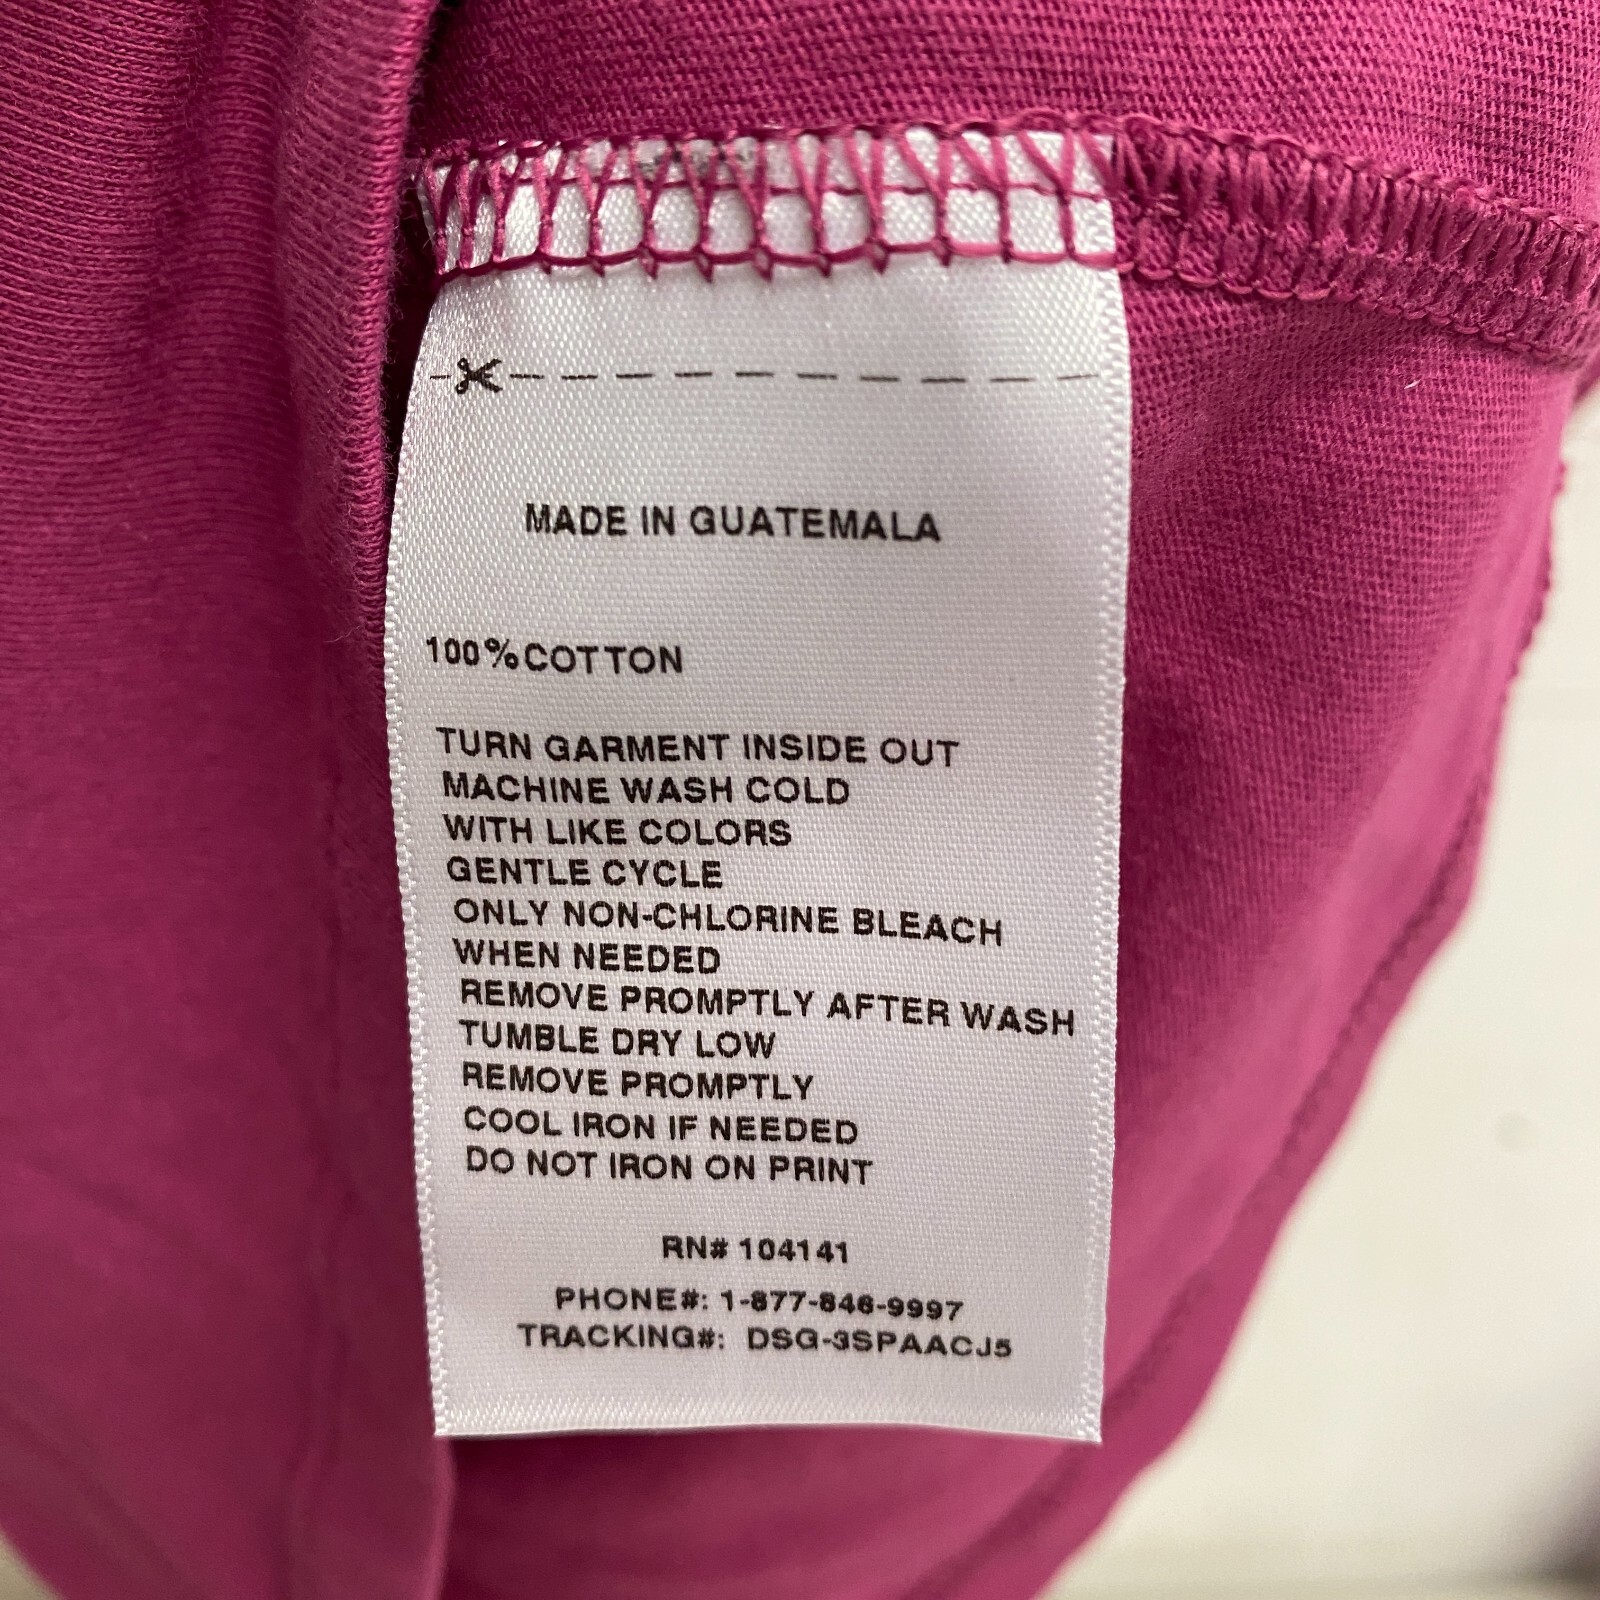 MADE IN GUATEMALA
100%COTTON
TURN GARMENT INSIDE OUT
MACHINE WASH COLD
WITH LIKE COLORS
GENTLE CYCLE
ONLY NON-CHLORINE BLEACH
WHEN NEEDED
REMOVE PROMPTLY AFTER WASH
TUMBLE DRY LOW
REMOVE PROMPTLY
COOL IRON IF NEEDED
DO NOT IRON ON PRINT
RN# 104141
PHONE#: 1-877-846-9997
TRACKING#: DSG-3SPAACJ5